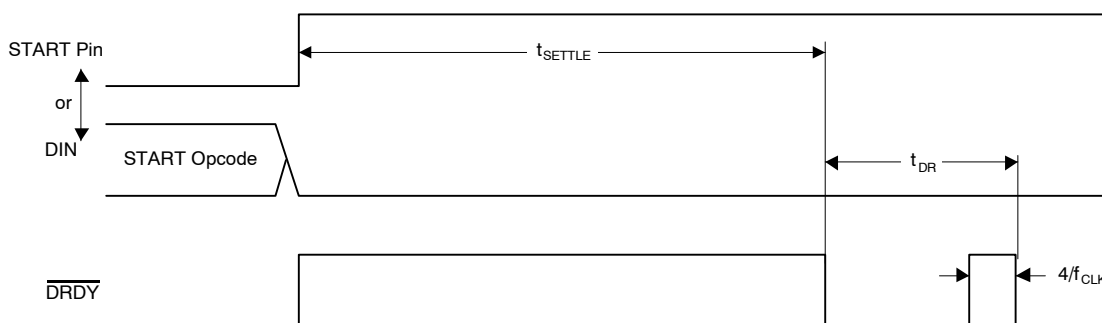 START Pin
or
DIN
START Opcode
tSETTLE
tDR
DRDY
4/fCLK